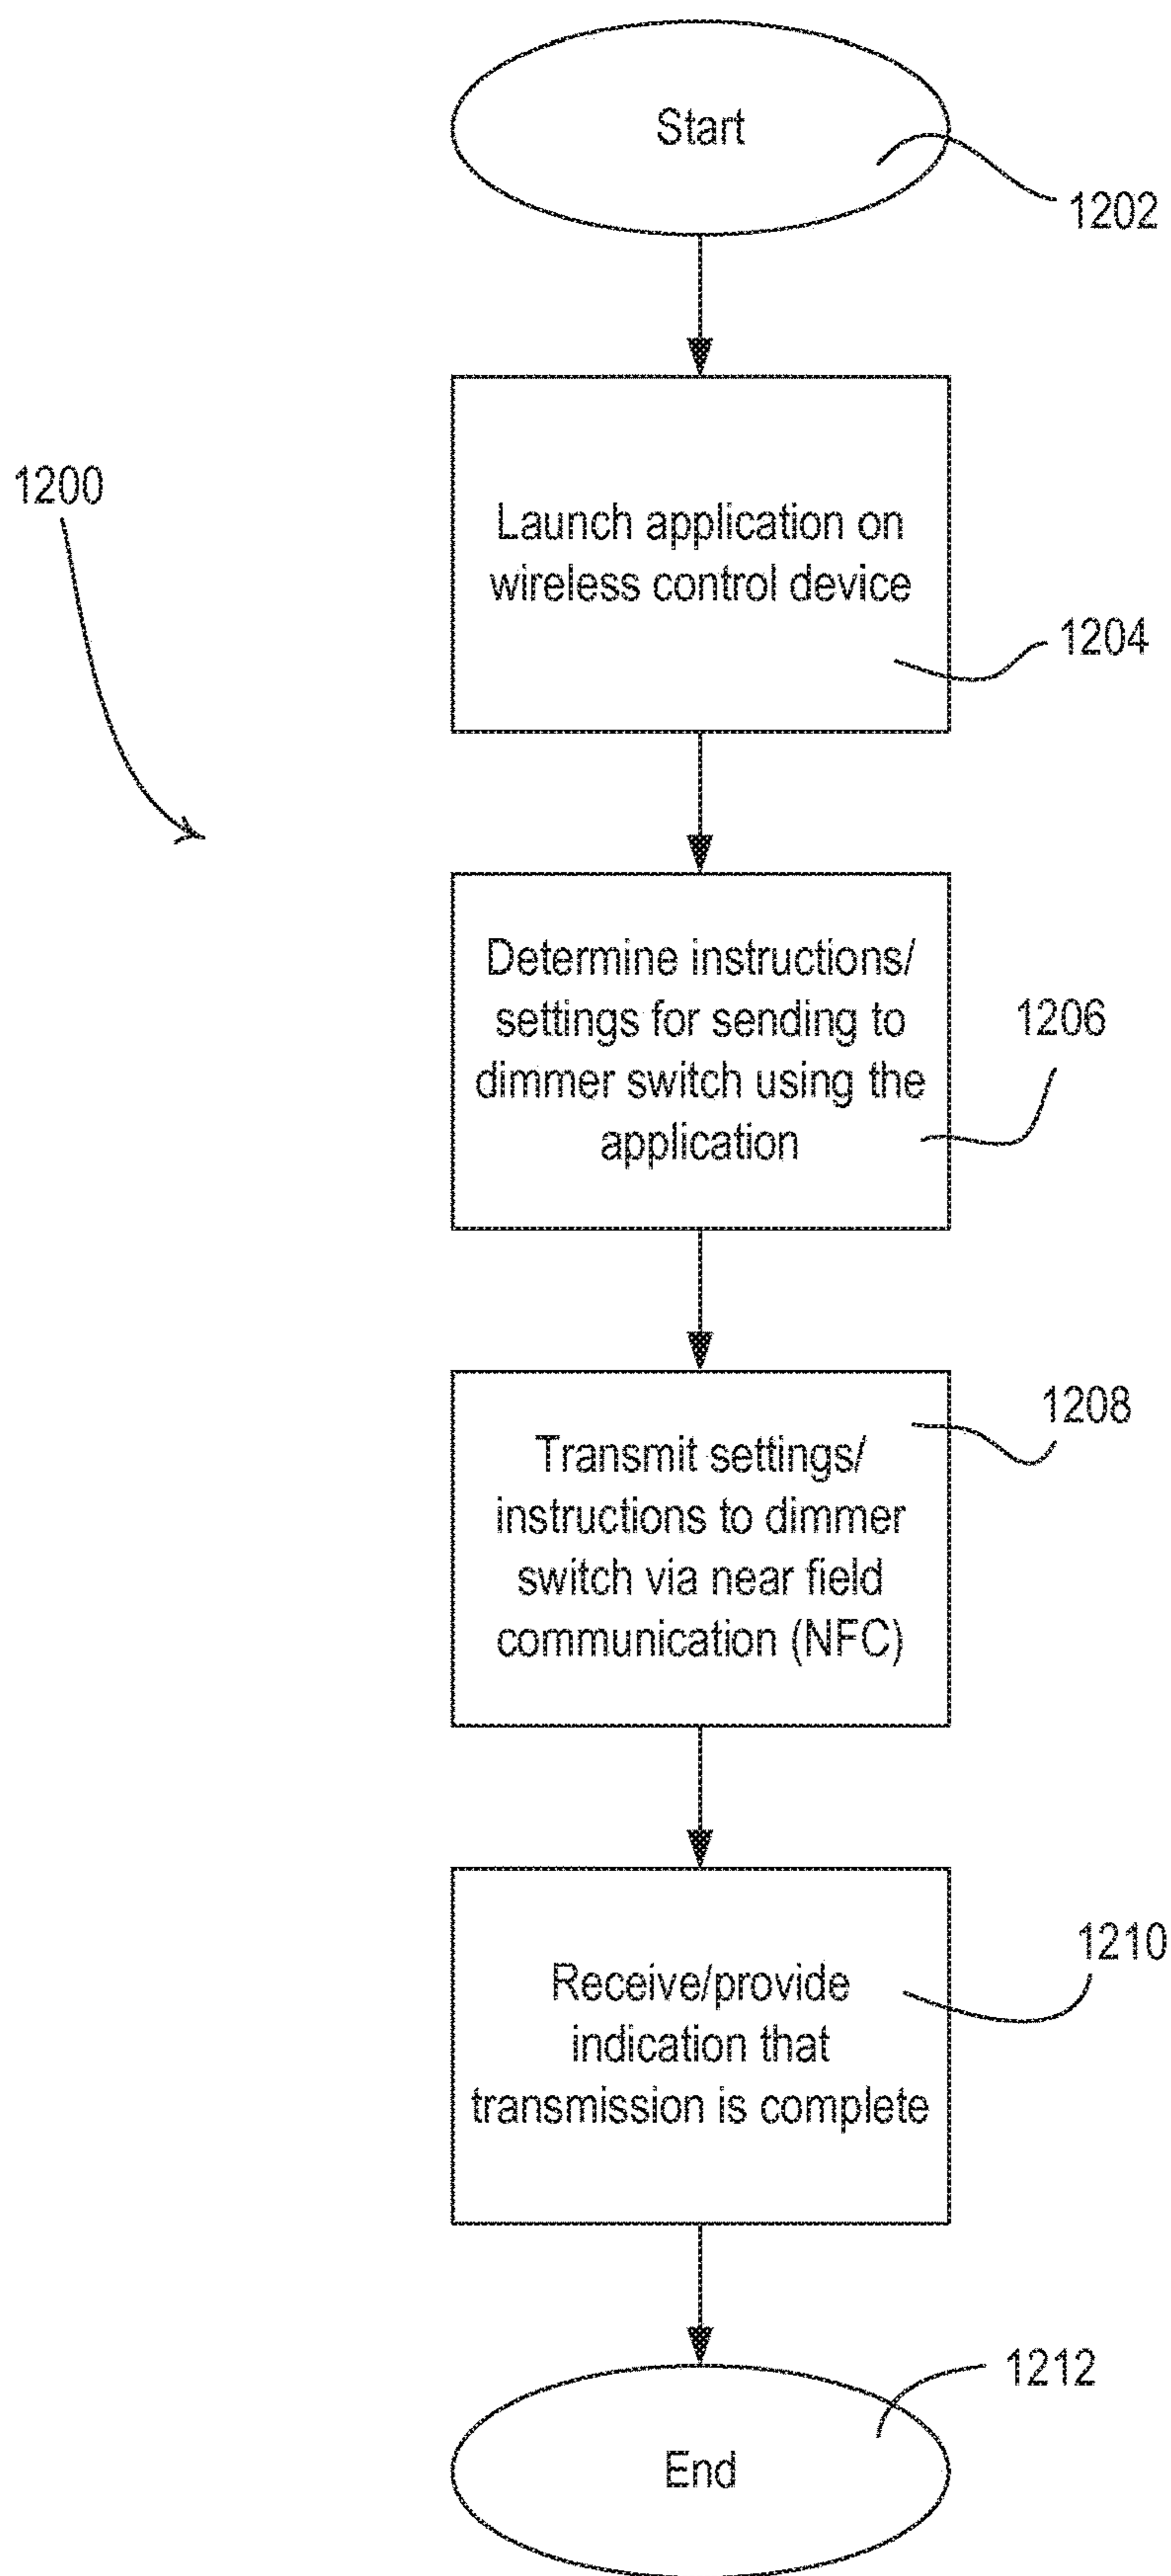 Start
1202
1200
Launch application on
wireless control device
1204
Determine instructions/
settings for sending to
dimmer switch using the
application
1206
1208
Transmit settings/
instructions to dimmer
switch via near field
communication (NFC)
1210
Receive/provide
indication that
transmission is complete
1212
End